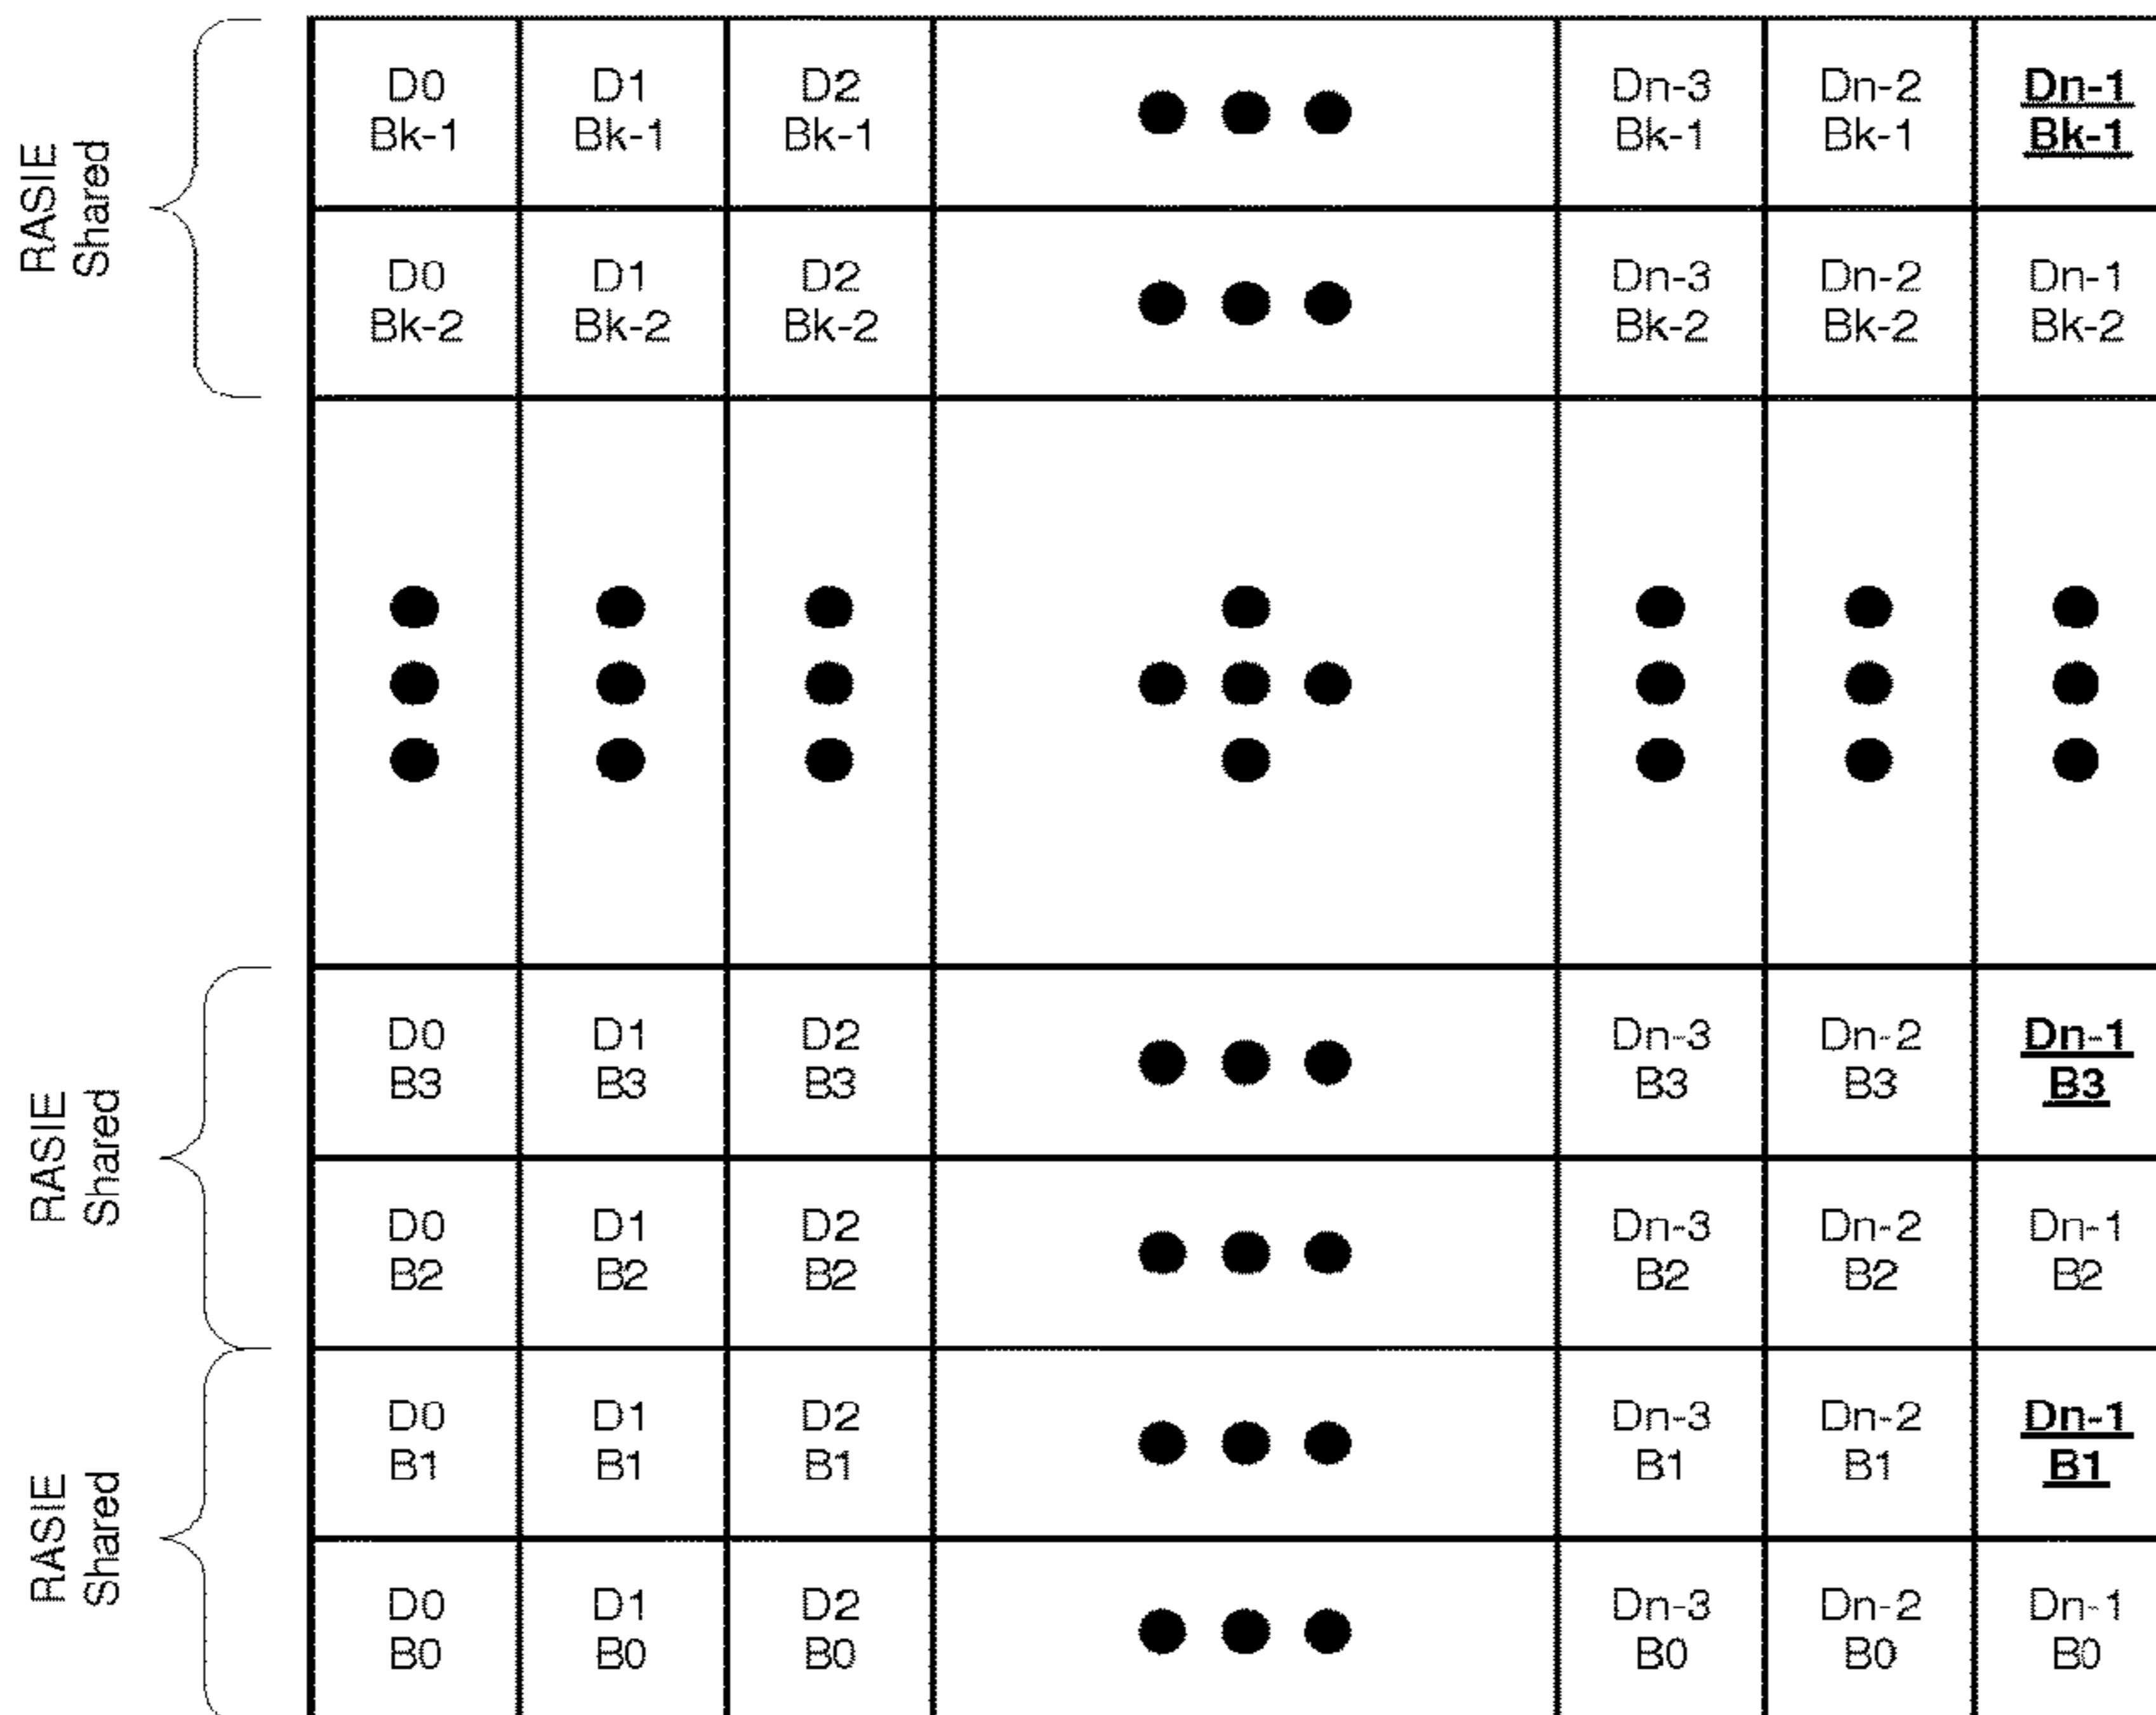 RASIE
Shared
D0 D1 D2 Dn-3 Dn-2 Dn-1
Bk-1 Bk-1 Bk-1 Bk-1 Bk-1 Bk-1
D0 D1 D2 Dn-3 Dn-2 Dn-1
Bk-2 Bk-2 Bk-2 Bk-2 Bk-2 Bk-2
RASIE
Shared
D0 D1 D2 Dn-3 Dn-2 Dn-1
B3 B3 B3 B3 B3 B3
D0 D1 D2 Dn-3 Dn-2 Dn-1
B2 B2 B2 B2 B2 B2
RASIE
Shared
D0 D1 D2 Dn-3 Dn-2 Dn-1
B1 B1 B1 B1 B1 B1
D0 D1 D2 Dn-3 Dn-2 Dn-1
B0 B0 B0 B0 B0 B0